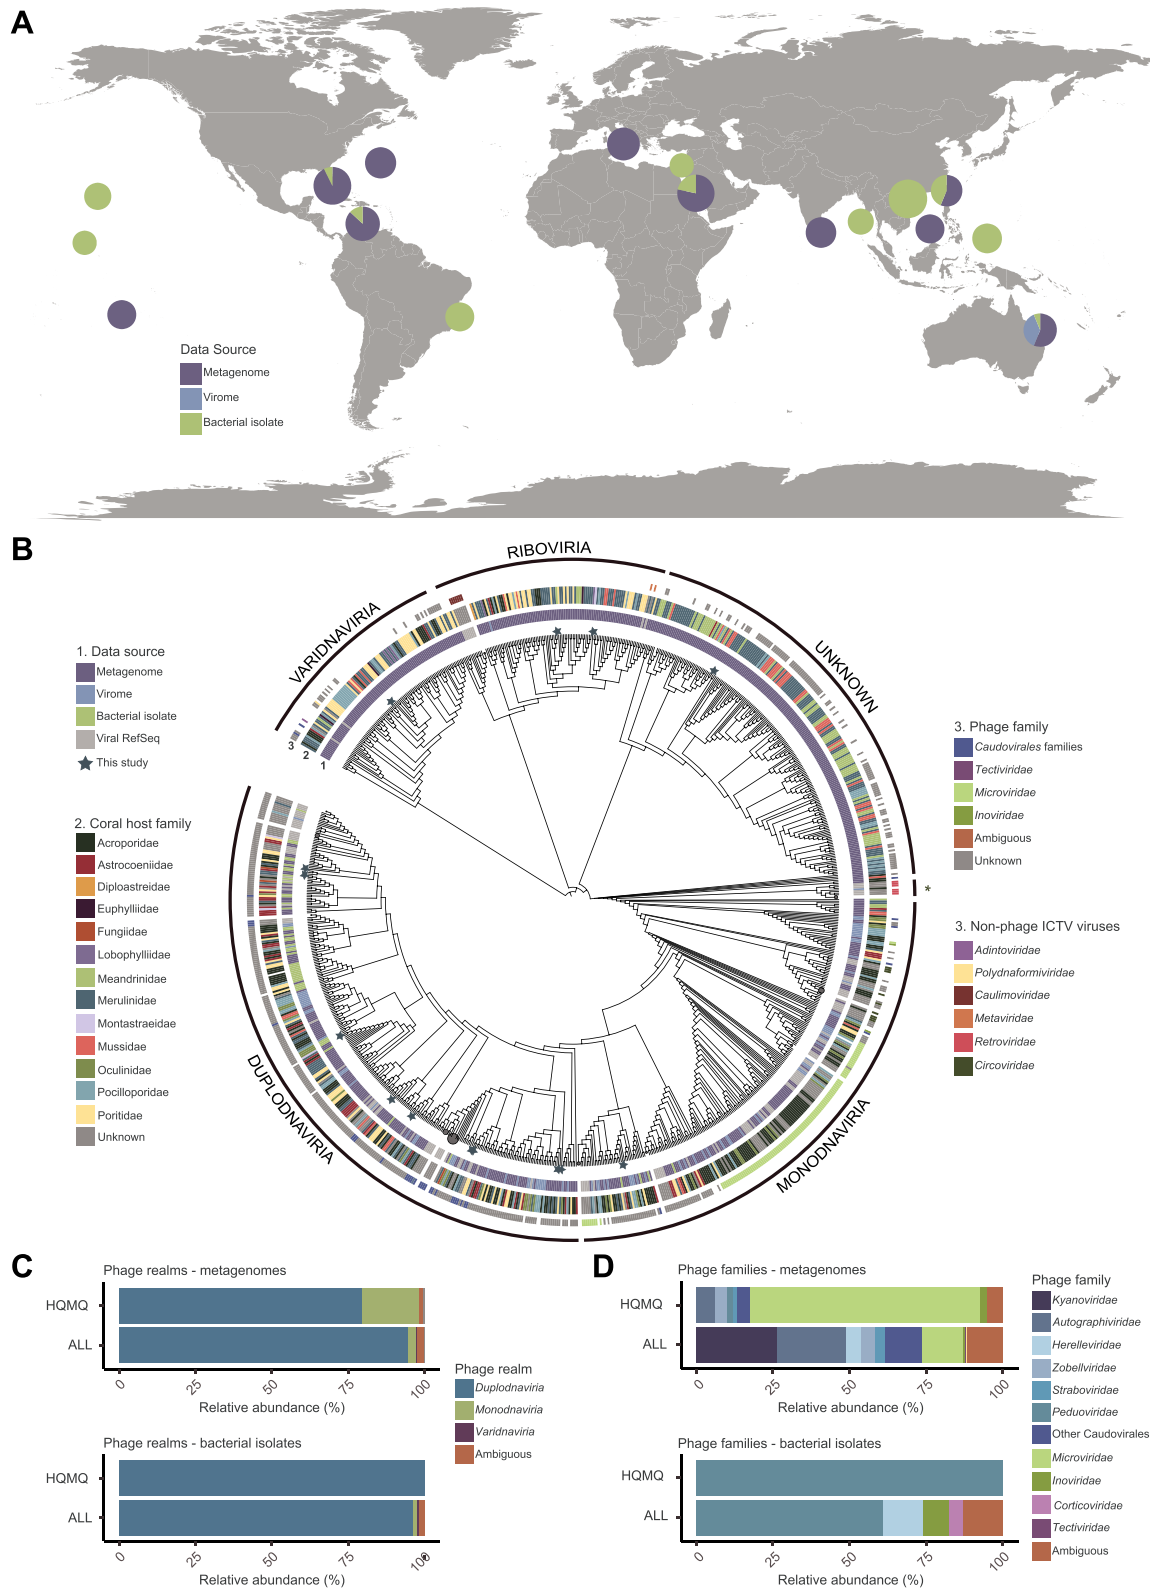 A
Data Source
Metagenome
Virome
Bacterial isolate
B
RIBOVIRIA
VARIDNAVIRIA
UNKNOWN
1. Data source
Metagenome
Virome
Bacterial isolate
Viral RefSeq
This study
3
2
1
2. Coral host family
Acroporidae
Astrocoeniidae
Diploastreidae
Euphylliidae
Fungiidae
Lobophylliidae
Meandrinidae
Merulinidae
Montastraeidae
Mussidae
Oculinidae
Pocilloporidae
Poritidae
Unknown
3. Phage family
Caudovirales families
Tectiviridae
Microviridae
Inoviridae
Ambiguous
Unknown
*
3. Non-phage ICTV viruses
Adintoviridae
Polydnaformiviridae
Caulimoviridae
Metaviridae
Retroviridae
Circoviridae
DUPLODNAVIRIA
MONODNAVIRIA
C
Phage realms - metagenomes
HQMQ
ALL
0 25 50 75 100
Relative abundance (%)
Phage realm
Duplodnaviria
Monodnaviria
Varidnaviria
Ambiguous
Phage realms - bacterial isolates
HQMQ
ALL
0 25 50 75 100
Relative abundance (%)
D
Phage families - metagenomes
HQMQ
ALL
0 25 50 75 100
Relative abundance (%)
Phage families - bacterial isolates
HQMQ
ALL
0 25 50 75 100
Relative abundance (%)
Phage family
Kyanoviridae
Autographiviridae
Herelleviridae
Zobellviridae
Straboviridae
Peduoviridae
Other Caudovirales
Microviridae
Inoviridae
Corticoviridae
Tectiviridae
Ambiguous